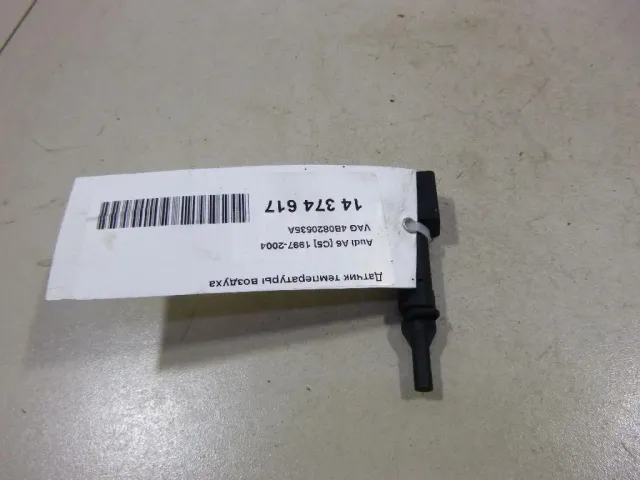 Датчик температуры воздуха
Audi A6 [C5] 1997-2004
VAG 4B0820535A
14 374 617